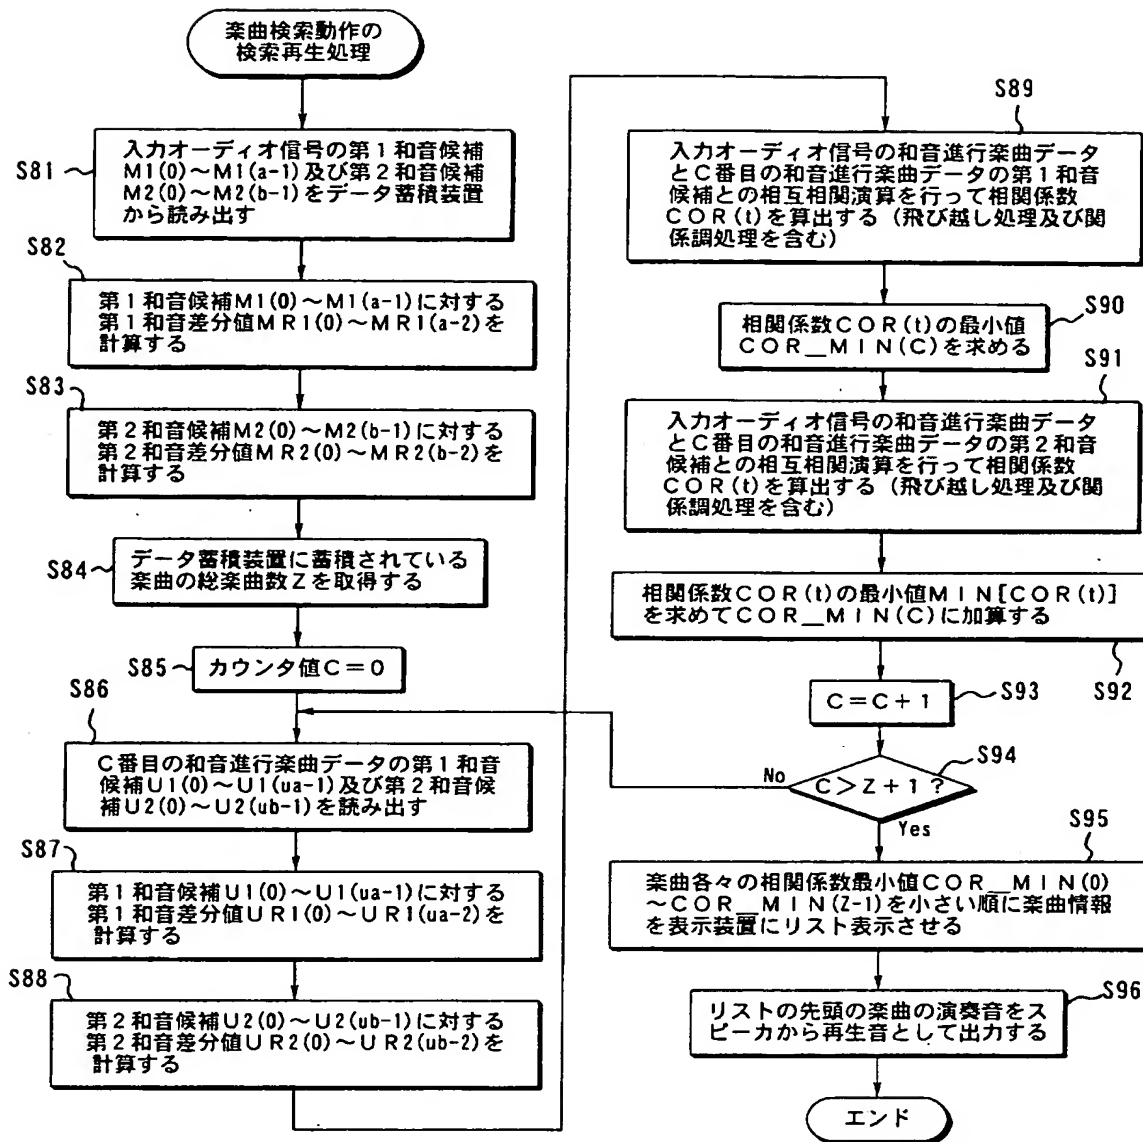 楽曲検索動作の
検索再生処理
S81
入力オーディオ信号の第1和音候補
M1(0)～M1(a-1)及び第2和音候補
M2(0)～M2(b-1)をデータ蓄積装置
から読み出す
S82
第1和音候補M1(0)～M1(a-1)に対する
第1和音差分値MR1(0)～MR1(a-2)を
計算する
S83
第2和音候補M2(0)～M2(b-1)に対する
第2和音差分値MR2(0)～MR2(b-2)を
計算する
S84
データ蓄積装置に蓄積されている
楽曲の総楽曲数Zを取得する
S85
カウンタ値C=0
S86
C番目の和音進行楽曲データの第1和音
候補U1(0)～U1(ua-1)及び第2和音候
補U2(0)～U2(ub-1)を読み出す
S87
第1和音候補U1(0)～U1(ua-1)に対する
第1和音差分値UR1(0)～UR1(ua-2)を
計算する
S88
第2和音候補U2(0)～U2(ub-1)に対する
第2和音差分値UR2(0)～UR2(ub-2)を
計算する
S89
入力オーディオ信号の和音進行楽曲データ
とC番目の和音進行楽曲データの第1和音
候補との相互相関演算を行って相関係数
COR(t)を算出する(飛び越し処理及び関
係調処理を含む)
S90
相関係数COR(t)の最小値
COR_MIN(C)を求める
S91
入力オーディオ信号の和音進行楽曲データ
とC番目の和音進行楽曲データの第2和音
候補との相互相関演算を行って相関係数
COR(t)を算出する(飛び越し処理及び関
係調処理を含む)
相関係数COR(t)の最小値MIN[COR(t)]
を求めてCOR_MIN(C)に加算する
S92
C=C+1
S93
S94
C>Z+1?
No
Yes
S95
楽曲各々の相関係数最小値COR_MIN(0)
～COR_MIN(Z-1)を小さい順に楽曲情報
を表示装置にリスト表示させる
S96
リストの先頭の楽曲の演奏音をス
ピーカから再生音として出力する
エンド